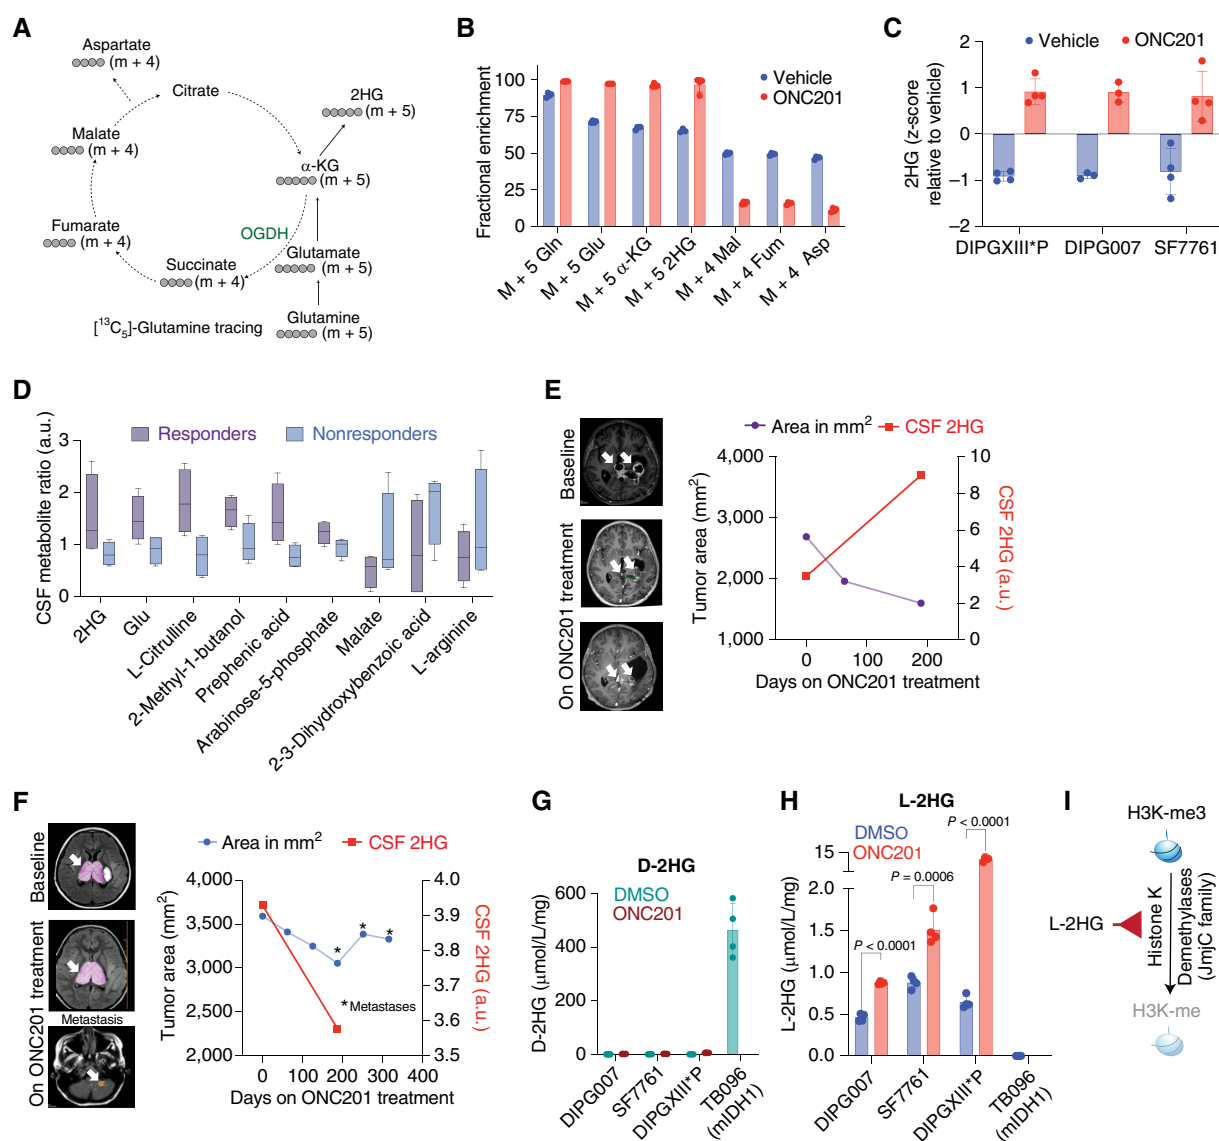 A
Aspartate
(m + 4)
Citrate
2HG
(m + 5)
Malate
(m + 4)
α-KG
(m + 5)
OGDH
Fumarate
(m + 4)
Glutamate
(m + 5)
Succinate
(m + 4)
Glutamine
(m + 5)
[13C5]-Glutamine tracing
B
Fractional enrichment
100
75
50
25
0
Vehicle
ONC201
M + 5 Gln
M + 5 Glu
M + 5 α-KG
M + 5 2HG
M + 4 Mal
M + 4 Fum
M + 4 Asp
C
Vehicle
ONC201
2HG (z-score
relative to vehicle)
2
1
0
−1
−2
DIPGXIII*P
DIPG007
SF7761
D
CSF metabolite ratio (a.u.)
3
2
1
0
Responders
Nonresponders
2HG
Glu
L-Citrulline
2-Methyl-1-butanol
Prephenic acid
Arabinose-5-phosphate
Malate
2-3-Dihydroxybenzoic acid
L-arginine
E
Baseline
On ONC201 treatment
Area in mm2
CSF 2HG
Tumor area (mm2)
4,000
3,000
2,000
1,000
10
8
6
4
2
0
CSF 2HG (a.u.)
0
100
200
Days on ONC201 treatment
F
Baseline
On ONC201 treatment
Metastasis
Area in mm2
CSF 2HG
Tumor area (mm2)
4,000
3,500
3,000
2,500
2,000
4.0
3.9
3.8
3.7
3.6
3.5
CSF 2HG (a.u.)
*
*
*
*Metastases
0
100
200
300
400
Days on ONC201 treatment
G
D-2HG
DMSO
ONC201
D-2HG (μmol/L/mg)
600
400
200
0
DIPG007
SF7761
DIPGXIII*P
TB096
(mIDH1)
H
L-2HG
DMSO
ONC201
L-2HG (μmol/L/mg)
15
2.0
1.5
1.0
0.5
0.0
P < 0.0001
P = 0.0006
P < 0.0001
DIPG007
SF7761
DIPGXIII*P
TB096
(mIDH1)
I
H3K-me3
L-2HG
Histone K
Demethylases
(JmjC family)
H3K-me